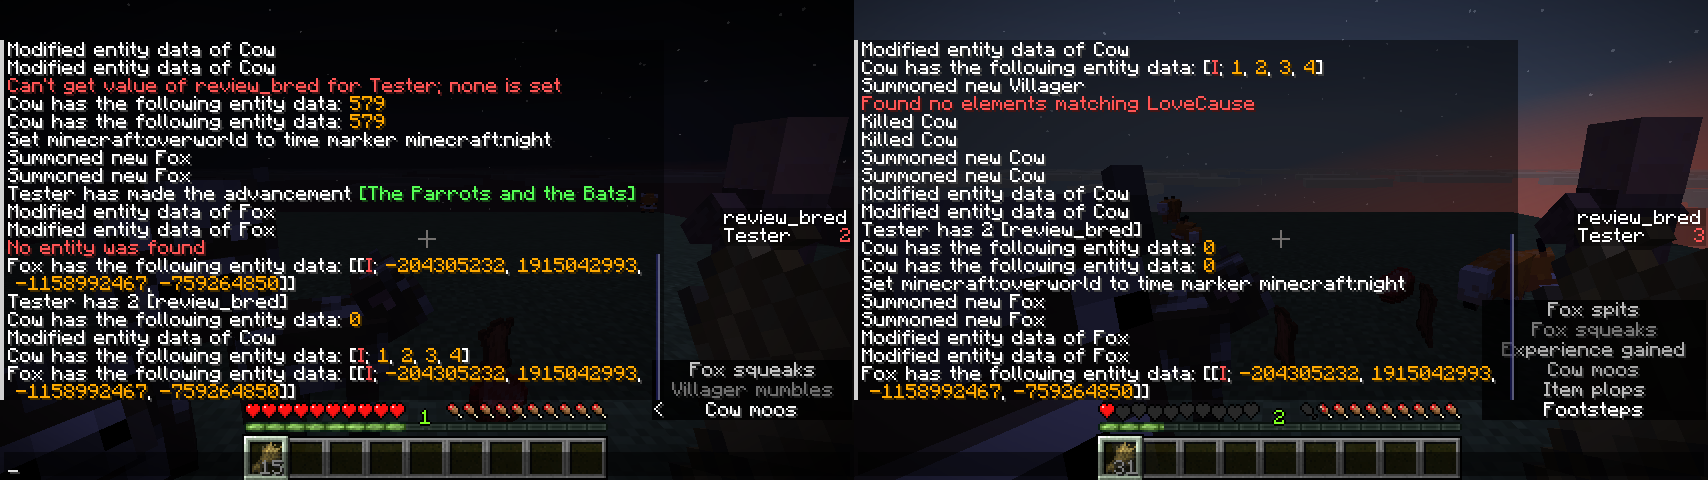 Modified entity data of Cow
Modified entity data of Cow
Can't get value of review_bred for Tester; none is set
Cow has the following entity data: 579
Cow has the following entity data: 579
Set minecraft:overworld to time marker minecraft:night
Summoned new Fox
Summoned new Fox
Tester has made the advancement [The Parrots and the Bats]
Modified entity data of Fox
Modified entity data of Fox
No entity was found
Fox has the following entity data: [[I; -204305232, 1915042993,
-1158992467, -759264850]]
Tester has 2 [review_bred]
Cow has the following entity data: 0
Modified entity data of Cow
Cow has the following entity data: [I; 1, 2, 3, 4]
Fox has the following entity data: [[I; -204305232, 1915042993,
-1158992467, -759264850]]
review_bred
Tester 2
Fox squeaks
Villager mumbles
< Cow moos
1
15
_
Modified entity data of Cow
Cow has the following entity data: [I; 1, 2, 3, 4]
Summoned new Villager
Found no elements matching LoveCause
Killed Cow
Killed Cow
Summoned new Cow
Summoned new Cow
Modified entity data of Cow
Modified entity data of Cow
Tester has 2 [review_bred]
Cow has the following entity data: 0
Cow has the following entity data: 0
Set minecraft:overworld to time marker minecraft:night
Summoned new Fox
Summoned new Fox
Modified entity data of Fox
Modified entity data of Fox
Fox has the following entity data: [[I; -204305232, 1915042993,
-1158992467, -759264850]]
review_bred
Tester 3
Fox spits
Fox squeaks
Experience gained
Cow moos
Item plops
Footsteps
2
31